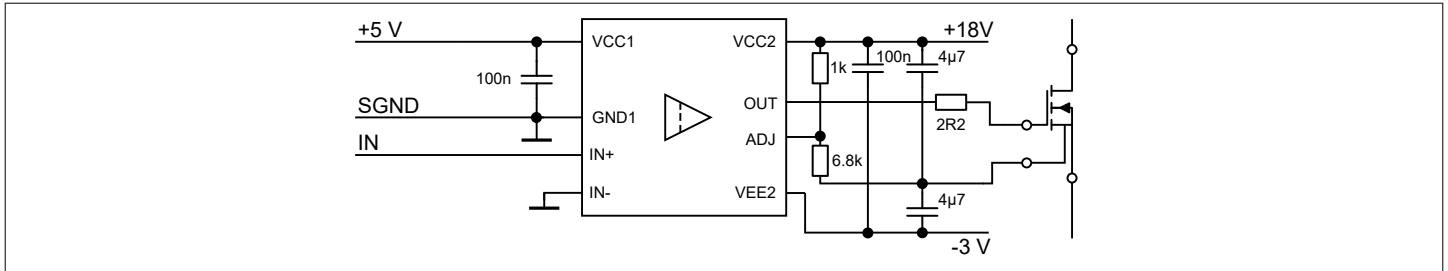 +5 V
VCC1
VCC2
+18V
100n
1k
100n
4µ7
SGND
GND1
OUT
2R2
ADJ
IN
IN+
6.8k
IN-
VEE2
4µ7
-3 V